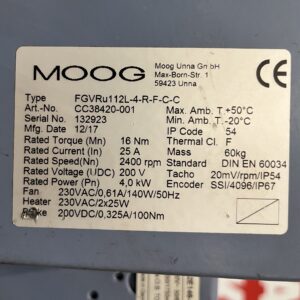 MOOG
Moog Unna GmbH
Max-Born-Str. 1
59423 Unna
CE
Type FGVRu112L-4-R-F-C-C
Art.No. CC38420-001 Max. Amb. T +50°C
Serial No. 132923 Min. Amb. T -20°C
Mfg. Date 12/17 IP Code 54
Rated Torque (Mn) 16 Nm Thermal Cl. F
Rated Current (In) 25 A Mass 60kg
Rated Speed (Nn) 2400 rpm Standard DIN EN 60034
Rated Voltage (UDC) 200 V Tacho 20mV/rpm/IP54
Rated Power (Pn) 4,0 kW Encoder SSI/4096/IP67
Fan 230VAC/0,61A/140W/50Hz
Heater 230VAC/2x25W
200VDC/0,325A/100Nm